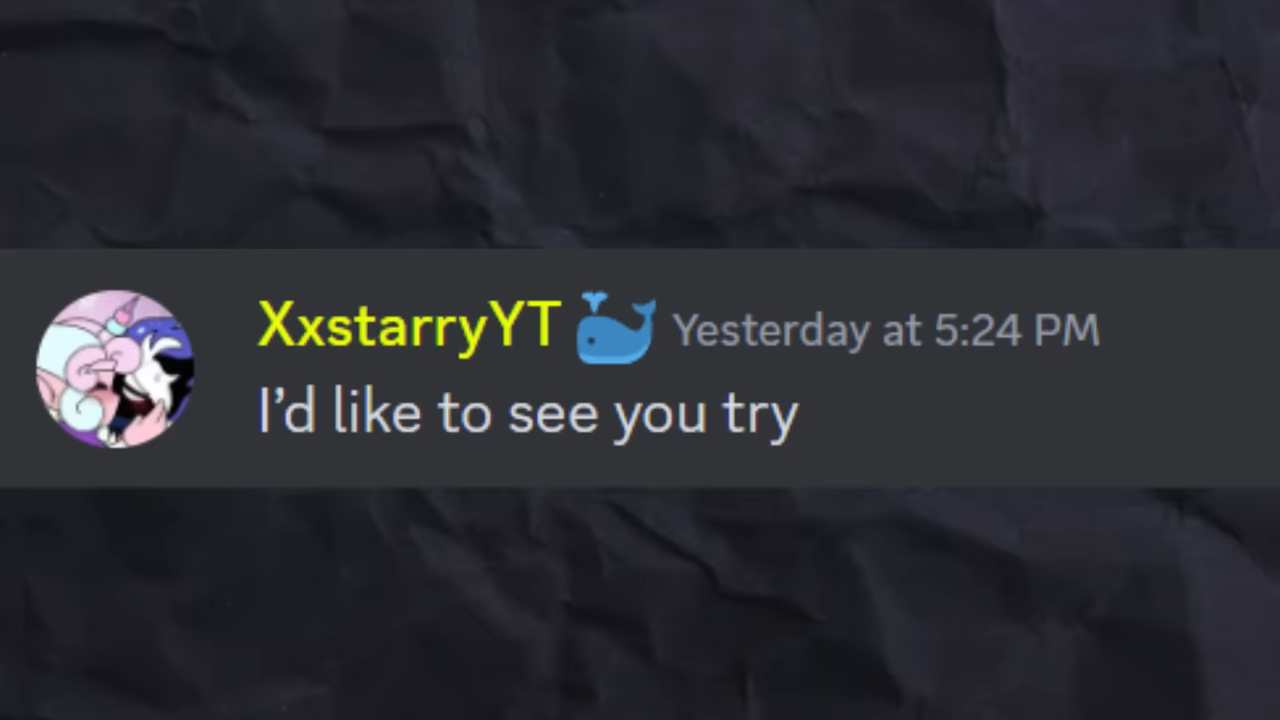 XxstarryYT 🐳 Yesterday at 5:24 PM
I’d like to see you try